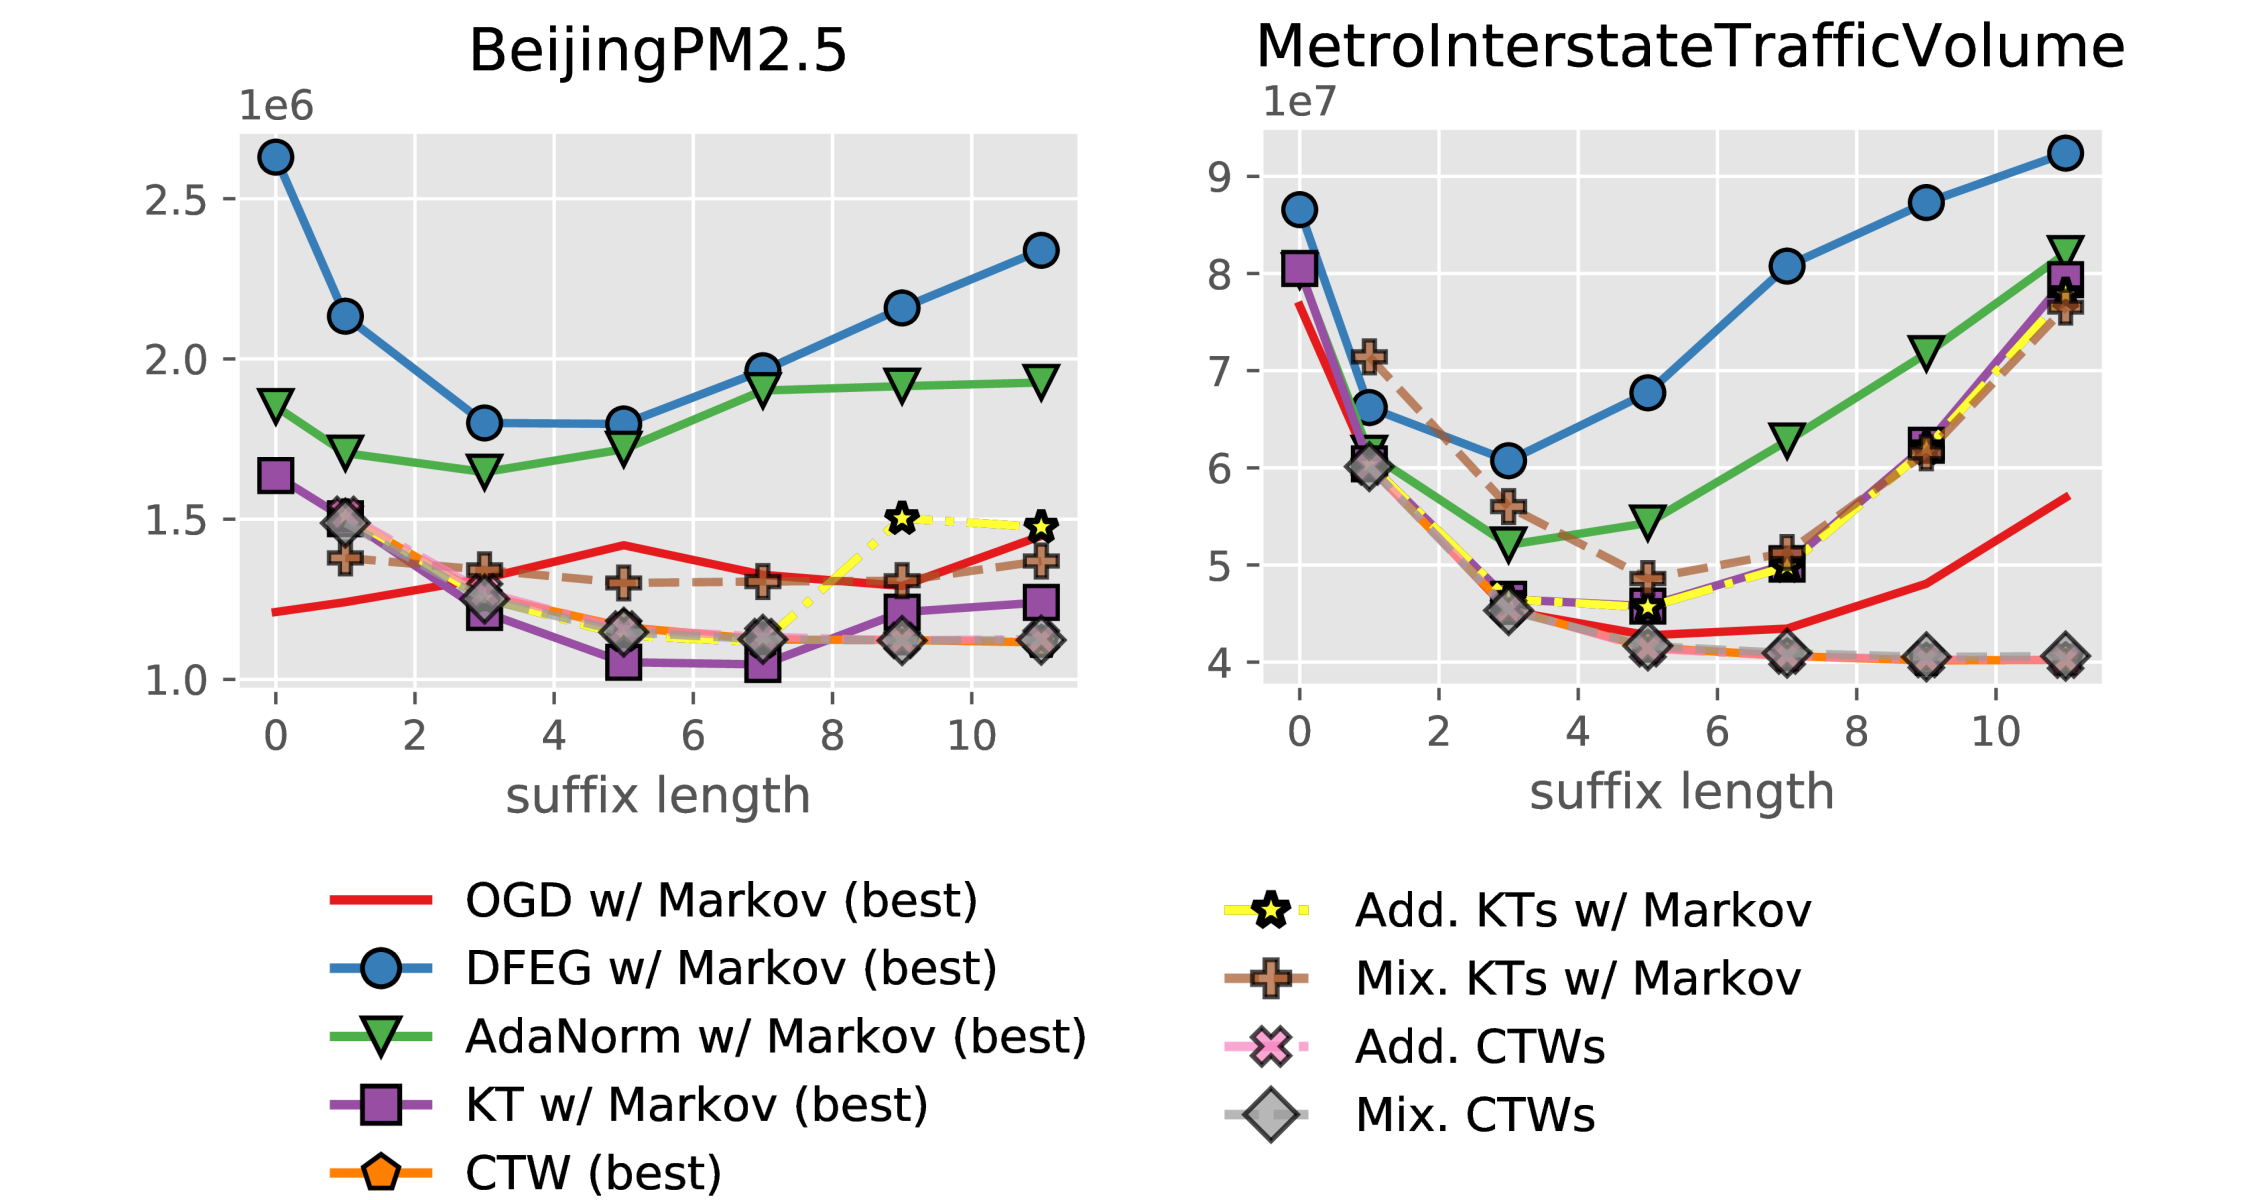 BeijingPM2.5
1e6
2.5
2.0
1.5
1.0
0 2 4 6 8 10
suffix length
MetroInterstateTrafficVolume
1e7
9
8
7
6
5
4
0 2 4 6 8 10
suffix length
OGD w/ Markov (best)
DFEG w/ Markov (best)
AdaNorm w/ Markov (best)
KT w/ Markov (best)
CTW (best)
Add. KTs w/ Markov
Mix. KTs w/ Markov
Add. CTWs
Mix. CTWs